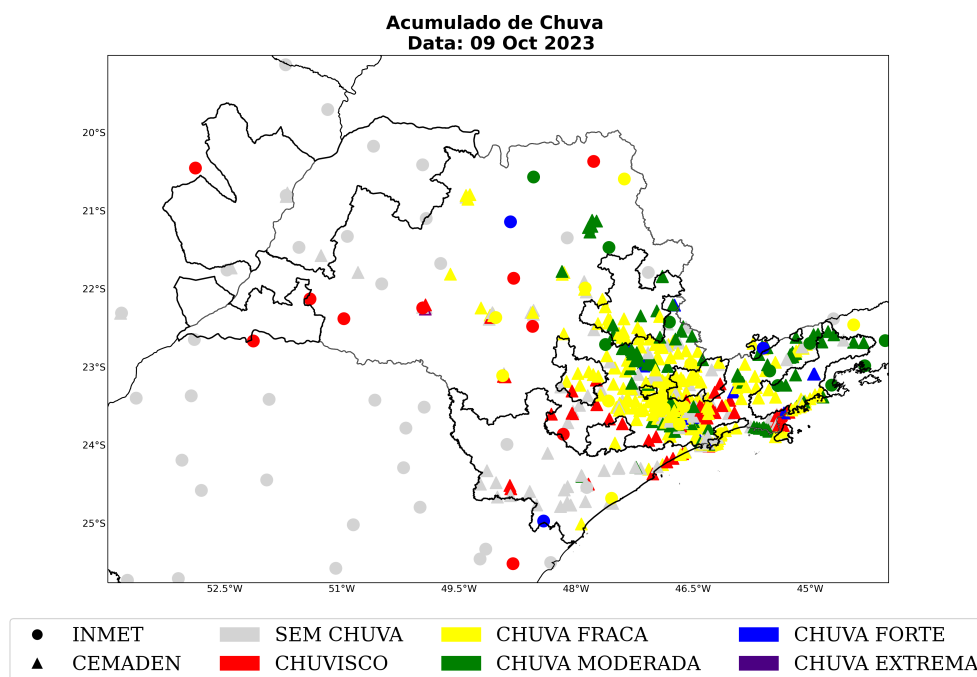 Acumulado de Chuva
Data: 09 Oct 2023
20°S
21°S
22°S
23°S
24°S
25°S
52.5°W 51°W 49.5°W 48°W 46.5°W 45°W
INMET SEM CHUVA CHUVA FRACA CHUVA FORTE
CEMADEN CHUVISCO CHUVA MODERADA CHUVA EXTREMA